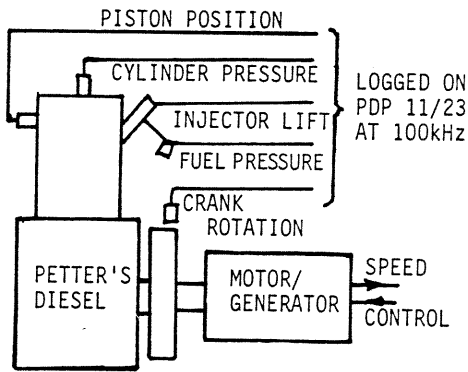 PISTON POSITION
CYLINDER PRESSURE
INJECTOR LIFT
FUEL PRESSURE
CRANK
ROTATION
LOGGED ON
PDP 11/23
AT 100kHz
PETTER'S
DIESEL
MOTOR/
GENERATOR
SPEED
CONTROL